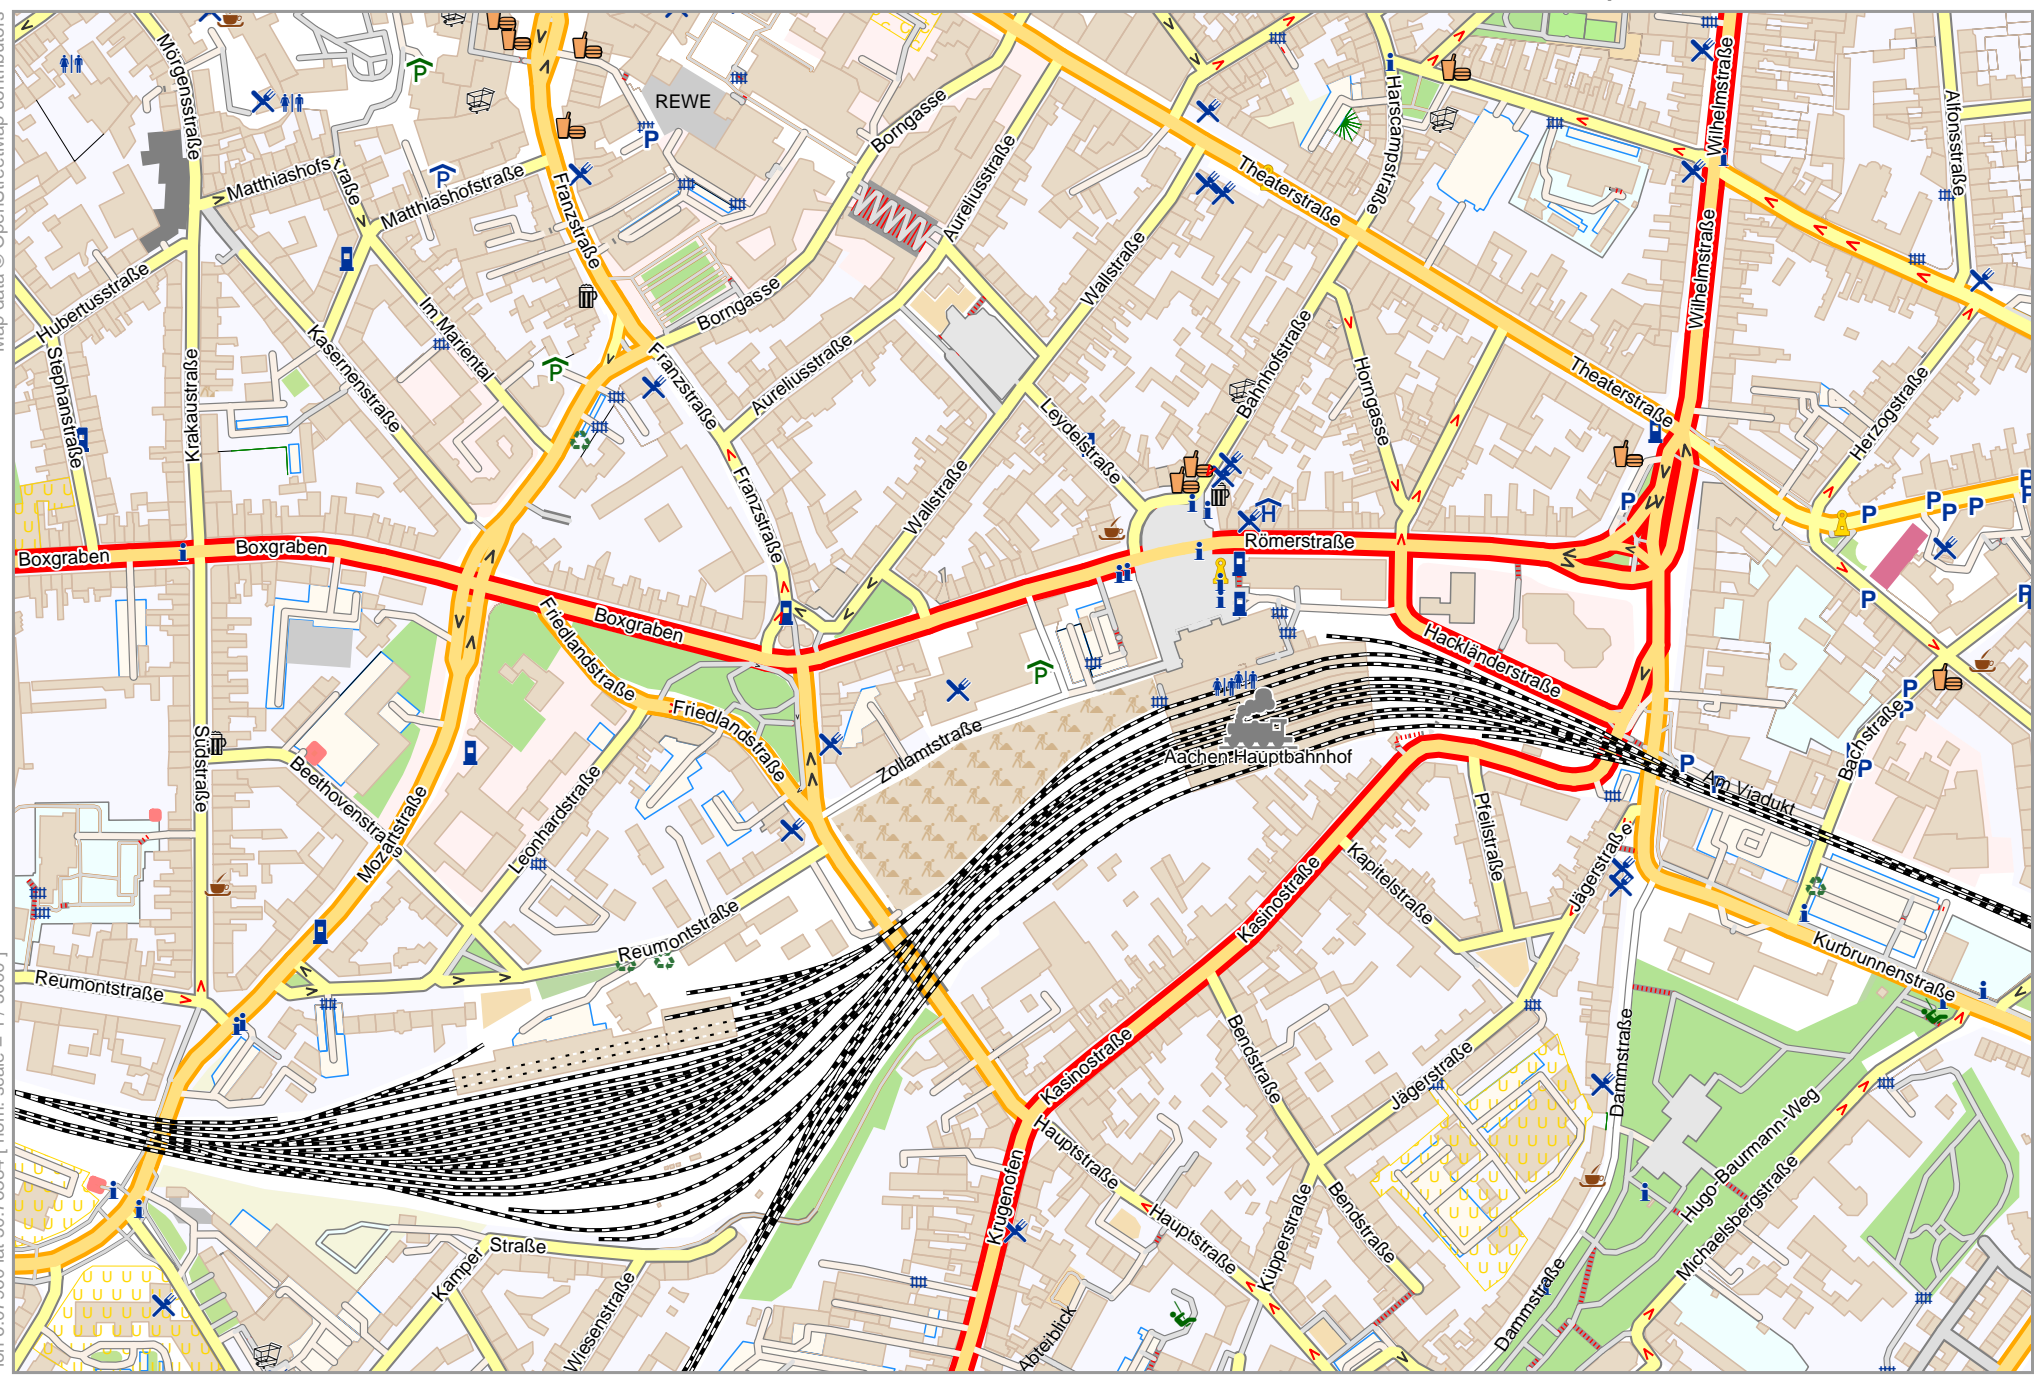 Mörgensstraße
REWE
Borngasse
Harscampstraße
Wilhelmstraße
Alfonsstraße
Matthiashofstraße
Matthiashofstraße
Franzstraße
Aureliusstraße
Theaterstraße
Wallstraße
Wilhelmstraße
Hubertusstraße
Stephanstraße
Krakaustraße
Kasernenstraße
Im Mariental
Borngasse
Franzstraße
Aureliusstraße
Leydelstraße
Bahnhofstraße
Horngasse
Theaterstraße
Herzogstraße
Franzstraße
Wallstraße
Boxgraben
Boxgraben
Boxgraben
Römerstraße
Friedlandstraße
Friedlandstraße
Hackländerstraße
Südstraße
Beethovenstraße
Mozartstraße
Leonhardstraße
Zollamtstraße
Aachen Hauptbahnhof
Am Viadukt
Bachstraße
Pfeilstraße
Jägerstraße
Kapitelstraße
Kasinostraße
Reumontstraße
Reumontstraße
Kurbrunnenstraße
Kasinostraße
Bendstraße
Jägerstraße
Dammstraße
Hauptstraße
Krugenofen
Hauptstraße
Küpperstraße
Bendstraße
Hugo-Baurmann-Weg
Michaelsbergstraße
Dammstraße
Kamper Straße
Wiesenstraße
Abteiblick